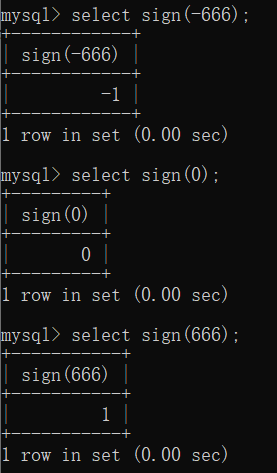 mysql> select sign(-666);
+------------+
| sign(-666) |
+------------+
|         -1 |
+------------+
1 row in set (0.00 sec)

mysql> select sign(0);
+---------+
| sign(0) |
+---------+
|       0 |
+---------+
1 row in set (0.00 sec)

mysql> select sign(666);
+-----------+
| sign(666) |
+-----------+
|         1 |
+-----------+
1 row in set (0.00 sec)